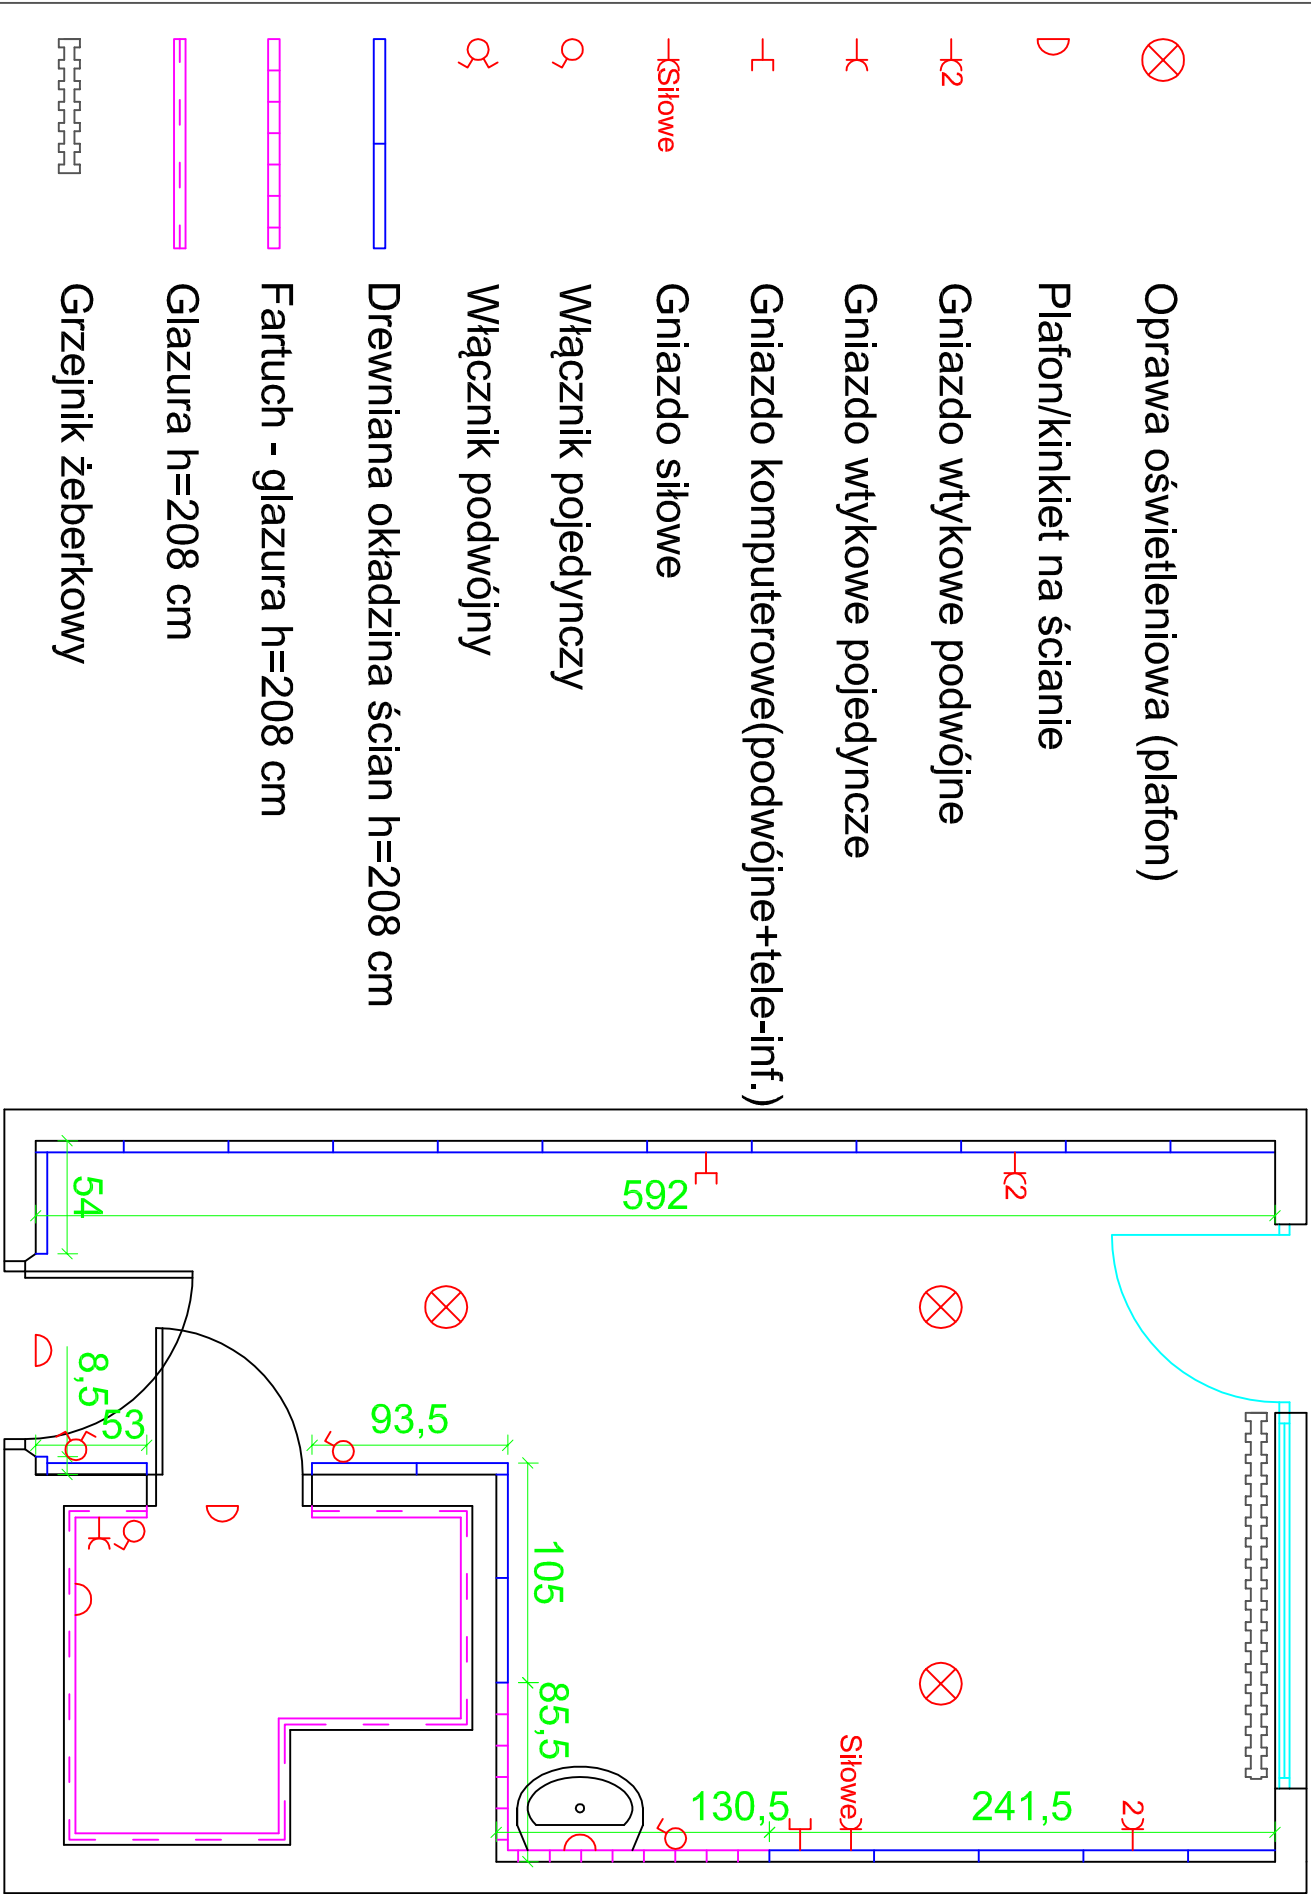 Oprawa oświetleniowa (plafon)
Plafon/kinkiet na ścianie
2
Gniazdo wtykowe podwójne
Gniazdo wtykowe pojedyncze
Gniazdo komputerowe(podwójne+tele-inf.)
Siłowe
Gniazdo siłowe
Włącznik pojedynczy
Włącznik podwójny
Drewniana okładzina ścian h=208 cm
Fartuch - glazura h=208 cm
Glazura h=208 cm
Grzejnik żeberkowy
54
592
2
8,5
53
93,5
105
85,5
130,5
Siłowe
241,5
2